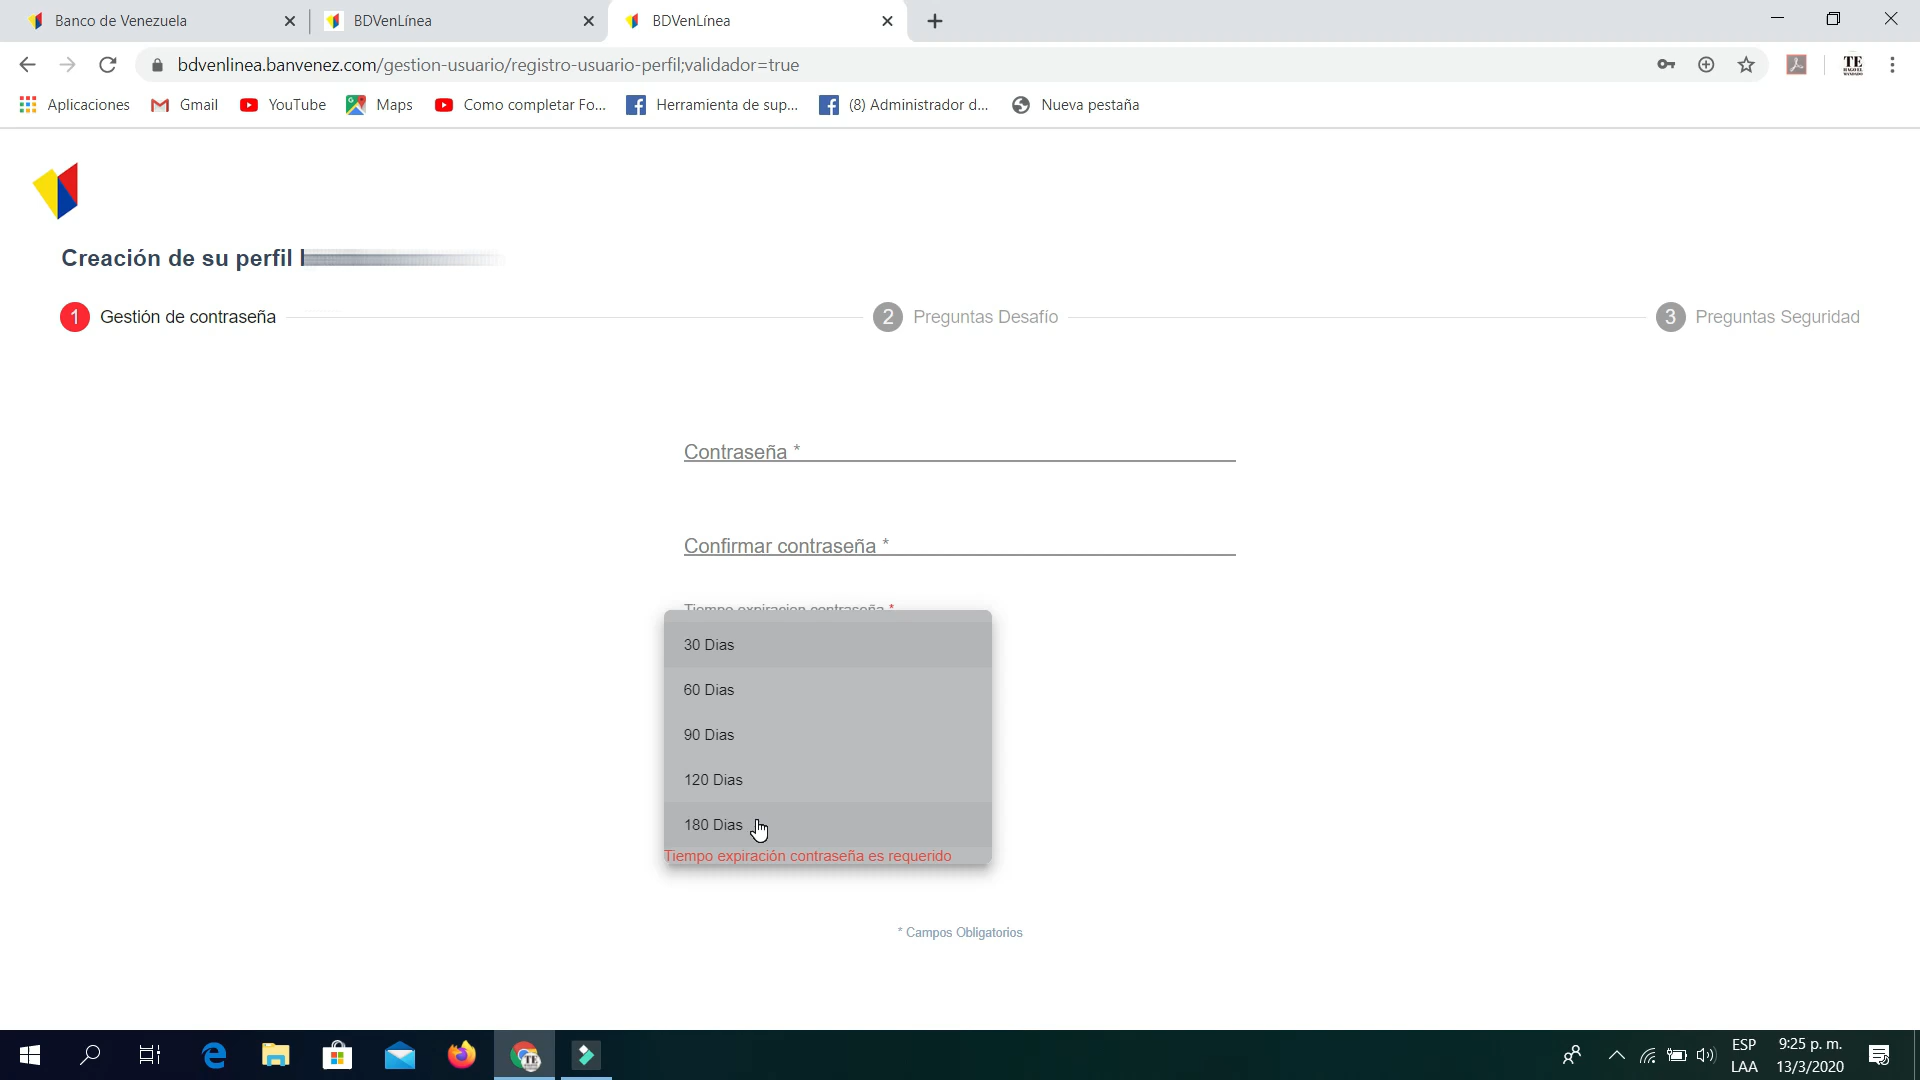 Banco de Venezuela
BDVenLínea
BDVenLínea
bdvenlinea.banvenez.com/gestion-usuario/registro-usuario-perfil;validador=true
TE
Aplicaciones
Gmail
YouTube
Maps
Como completar Fo...
Herramienta de sup...
(8) Administrador d...
Nueva pestaña
Creación de su perfil
1 Gestión de contraseña
2 Preguntas Desafío
3 Preguntas Seguridad
Contraseña *
Confirmar contraseña *
Tiempo expiracion contraseña *
30 Dias
60 Dias
90 Dias
120 Dias
180 Dias
Tiempo expiración contraseña es requerido
* Campos Obligatorios
TE
ESP
LAA
9:25 p. m.
13/3/2020